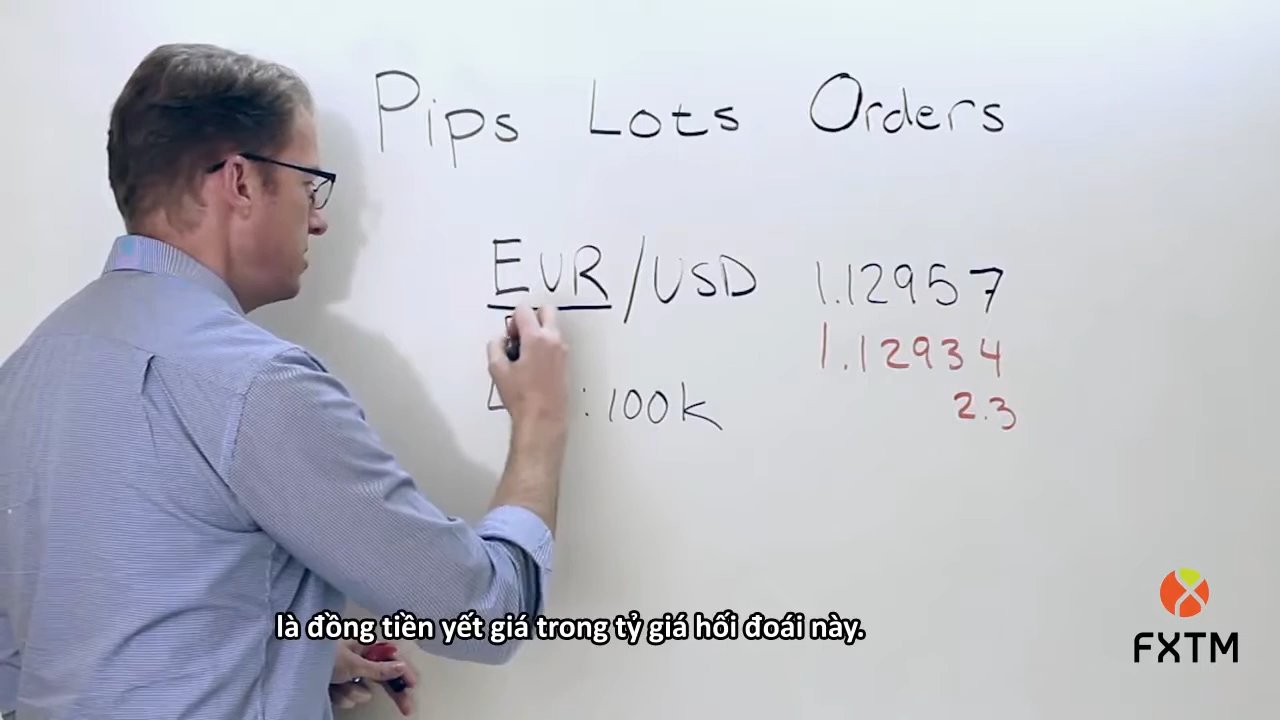 Pips Lots Orders
EUR/USD 1.12957
1.12934
: 100k 2.3
là đồng tiền yết giá trong tỷ giá hối đoái này.
FXTM